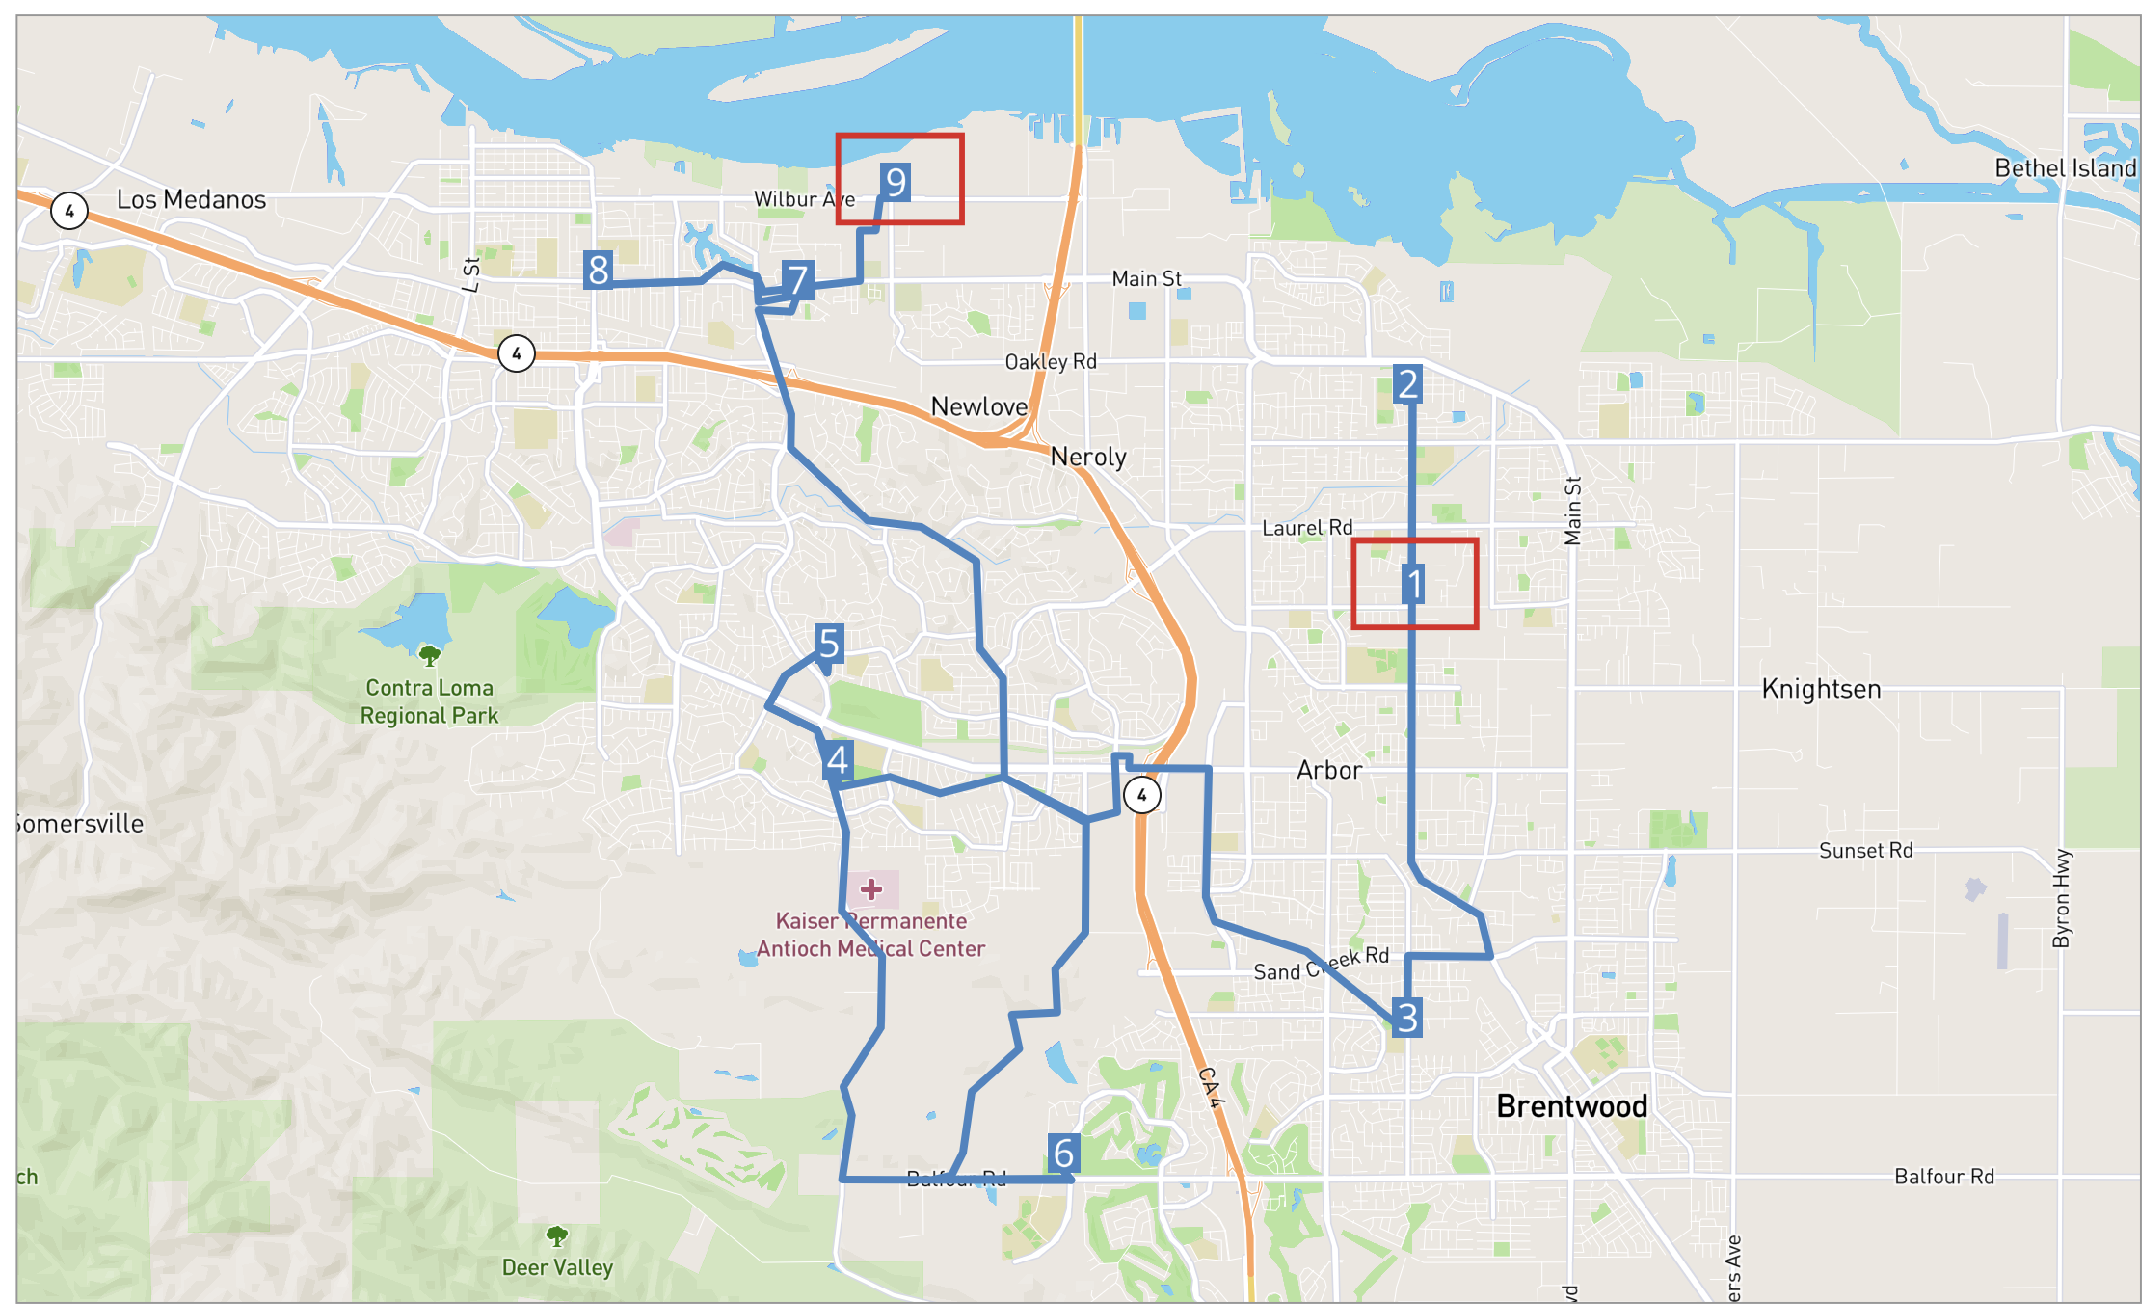 Bethel Island
9
Wilbur Ave
Los Medanos
4
L St
8
7
Main St
4
Oakley Rd
2
Newlove
Neroly
Laurel Rd
Main St
1
5
Contra Loma
Regional Park
Knightsen
4
Arbor
4
Somersville
Sunset Rd
Byron Hwy
Kaiser Permanente
Antioch Medical Center
Sand Creek Rd
3
CA 4
Brentwood
6
ch
Balfour Rd
Balfour Rd
Deer Valley
ers Ave
vd